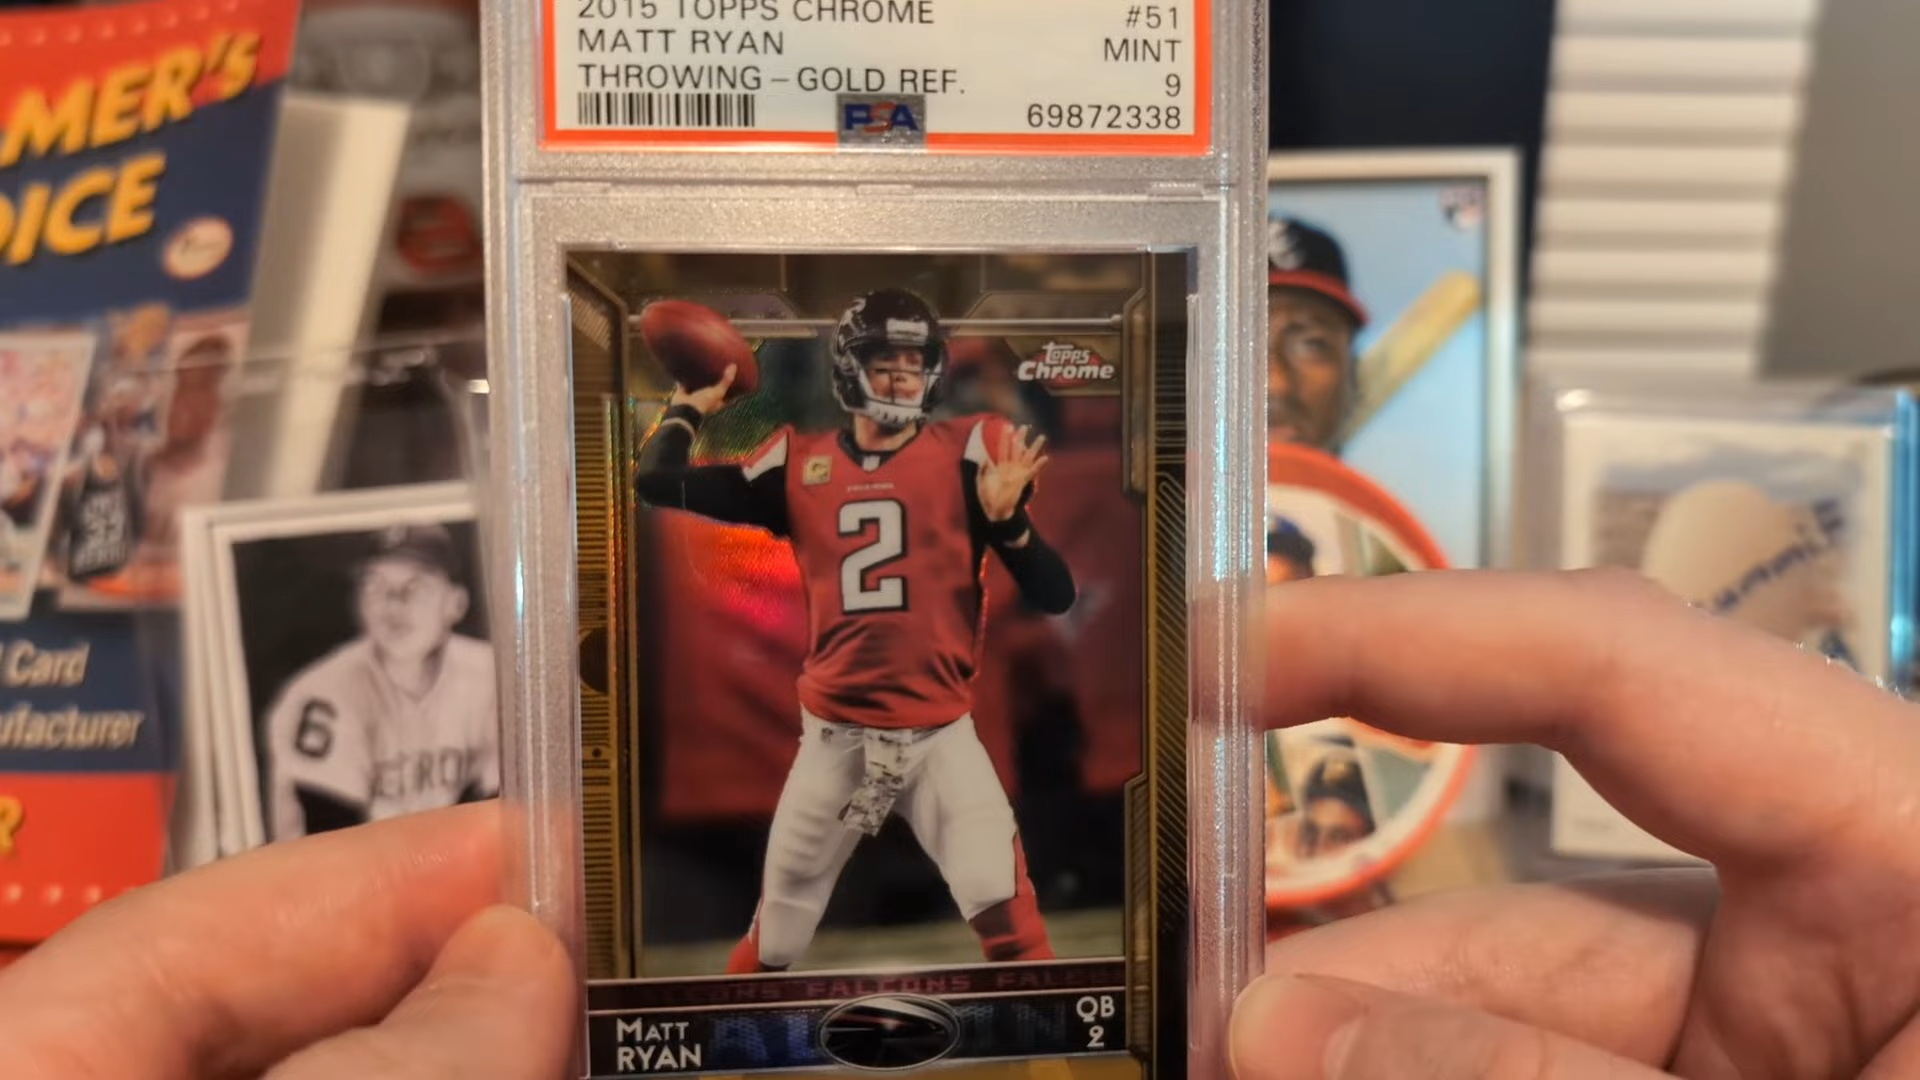 2015 TOPPS CHROME
#51
MATT RYAN
MINT
THROWING – GOLD REF.
9
PSA
69872338
MER'S
OICE
Card
ufacturer
R
6
Topps
Chrome
C
2
FALCONS
MATT
RYAN
QB
2